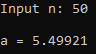 Input n: 50
a = 5.49921